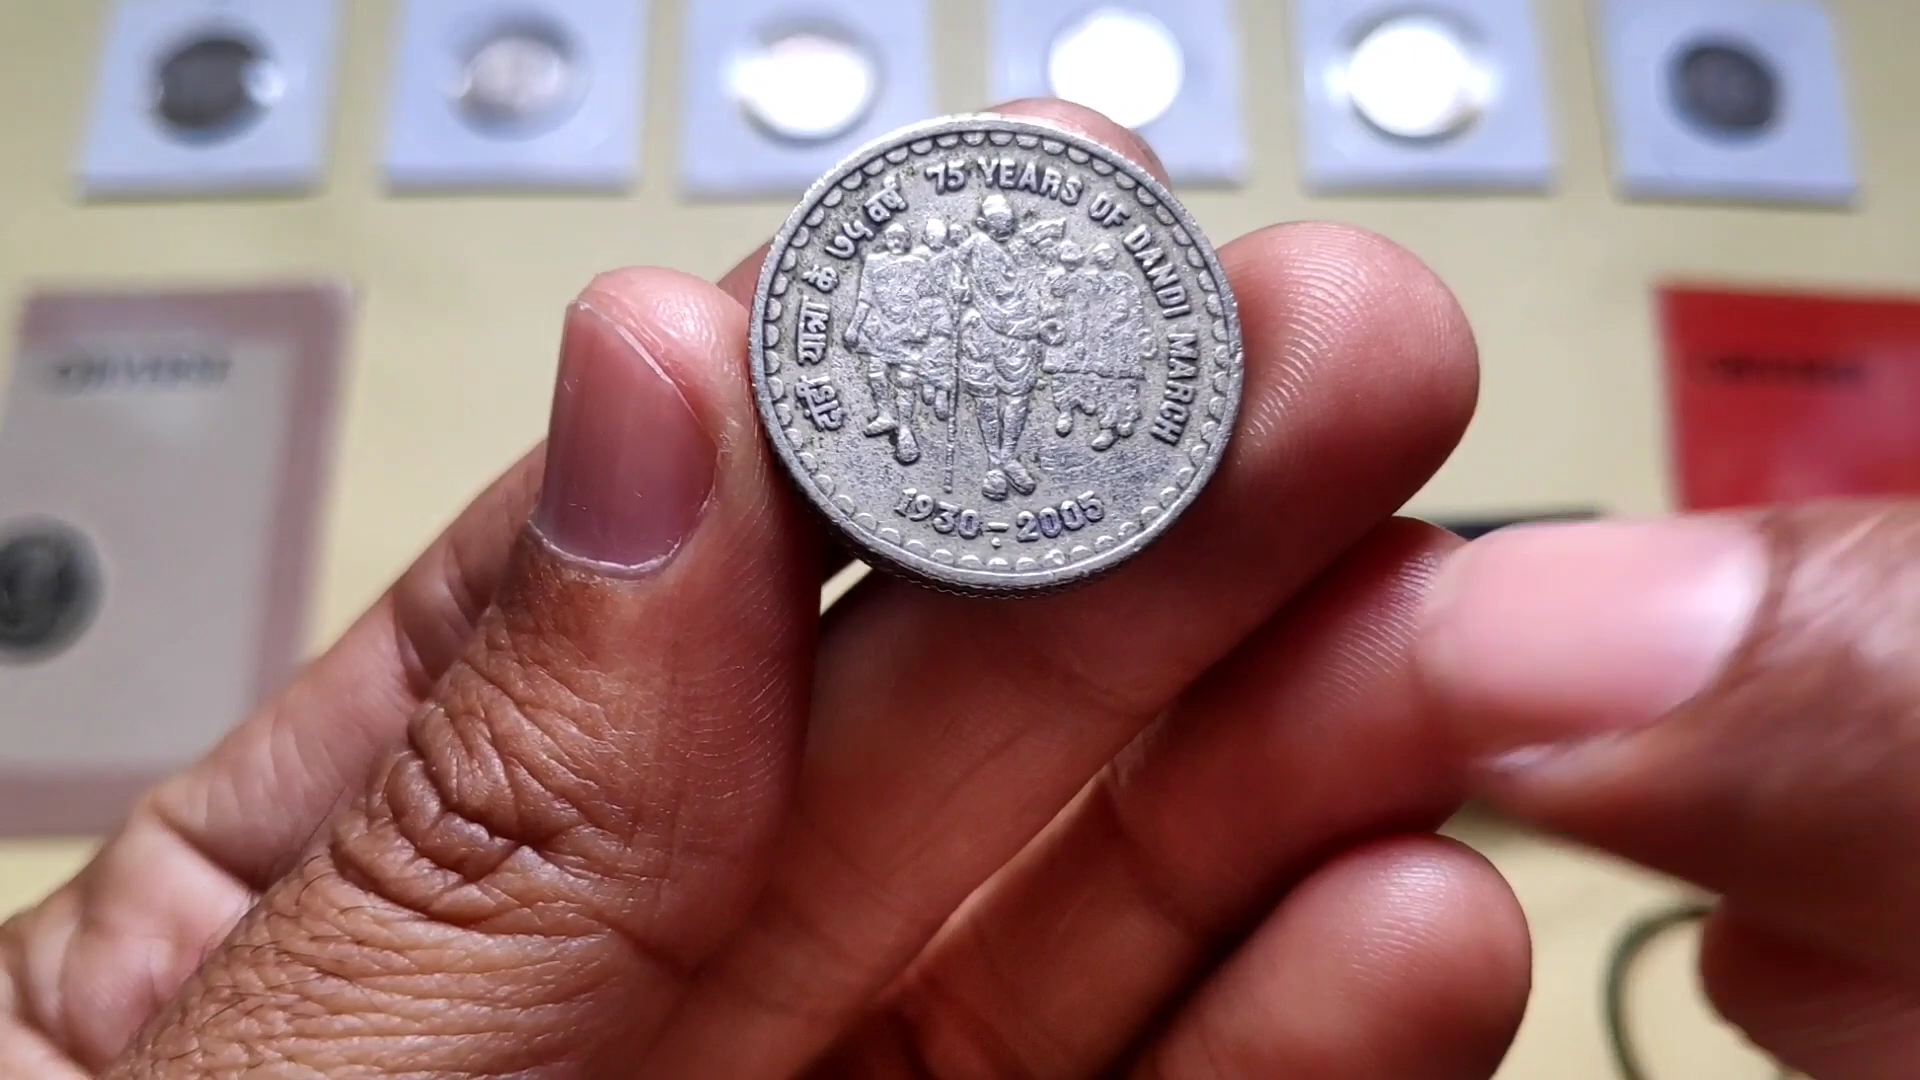 दांडी यात्रा के ७५ वर्ष 75 YEARS OF DANDI MARCH
1930-2005